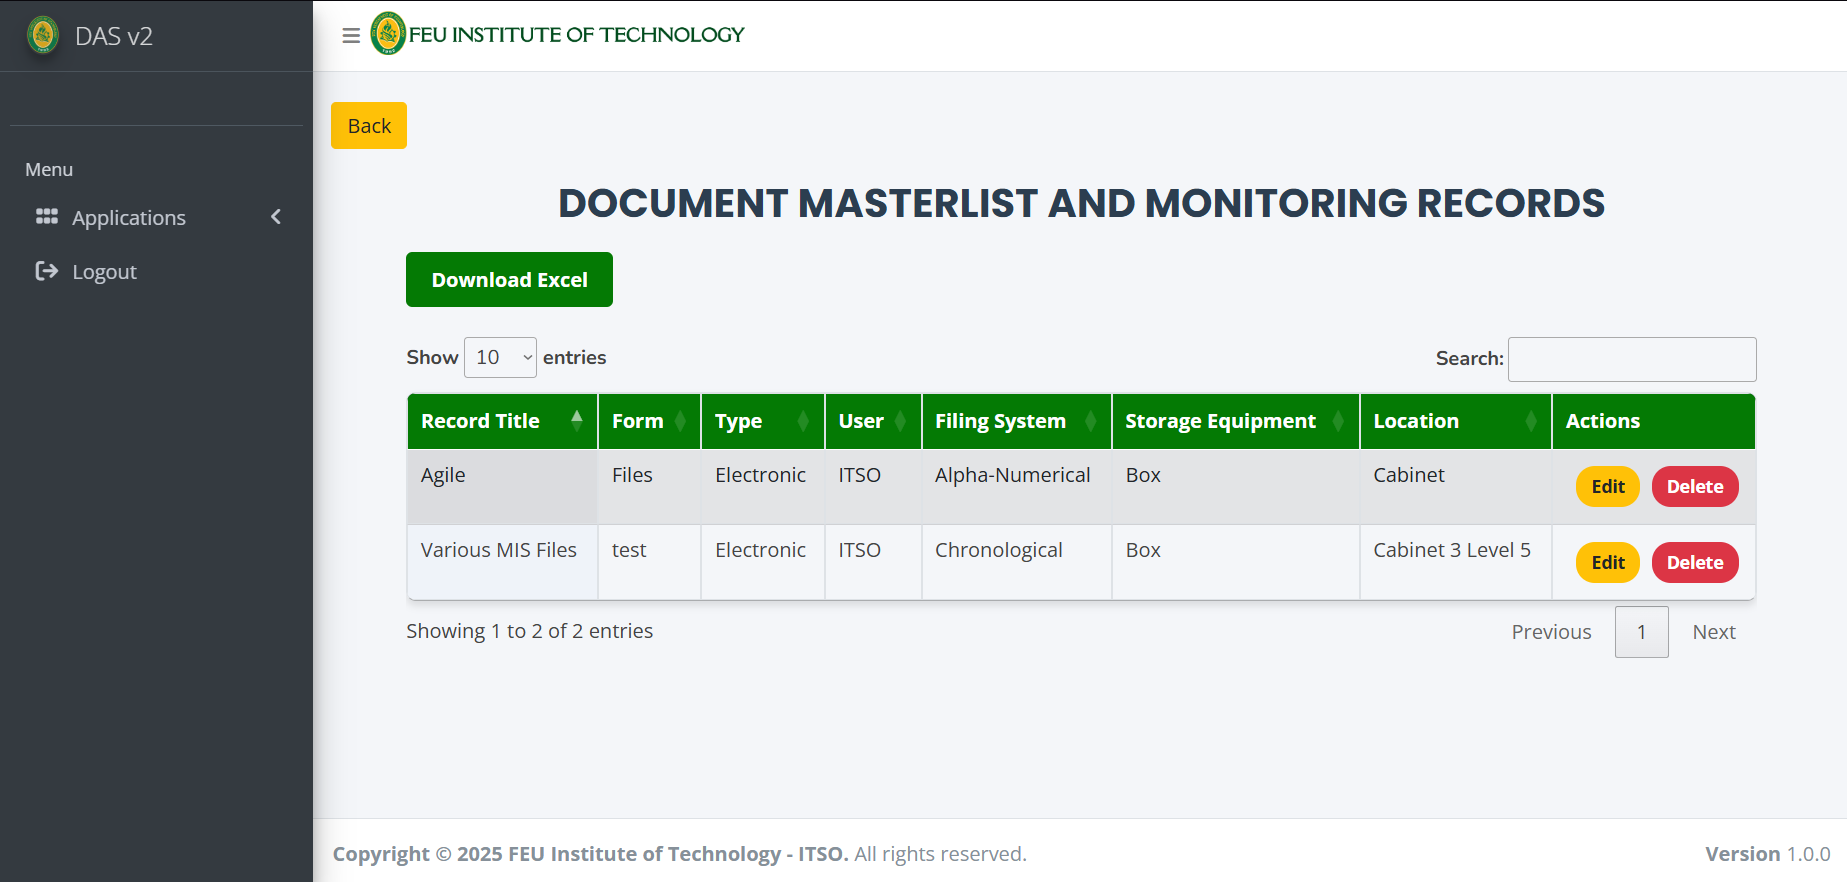 DAS v2
FEU INSTITUTE OF TECHNOLOGY
Menu
Applications
Logout
Back
DOCUMENT MASTERLIST AND MONITORING RECORDS
Download Excel
Show 10 entries
Search:
Record Title Form Type User Filing System Storage Equipment Location Actions
Agile Files Electronic ITSO Alpha-Numerical Box Cabinet Edit Delete
Various MIS Files test Electronic ITSO Chronological Box Cabinet 3 Level 5 Edit Delete
Showing 1 to 2 of 2 entries
Previous 1 Next
Copyright © 2025 FEU Institute of Technology - ITSO. All rights reserved.
Version 1.0.0